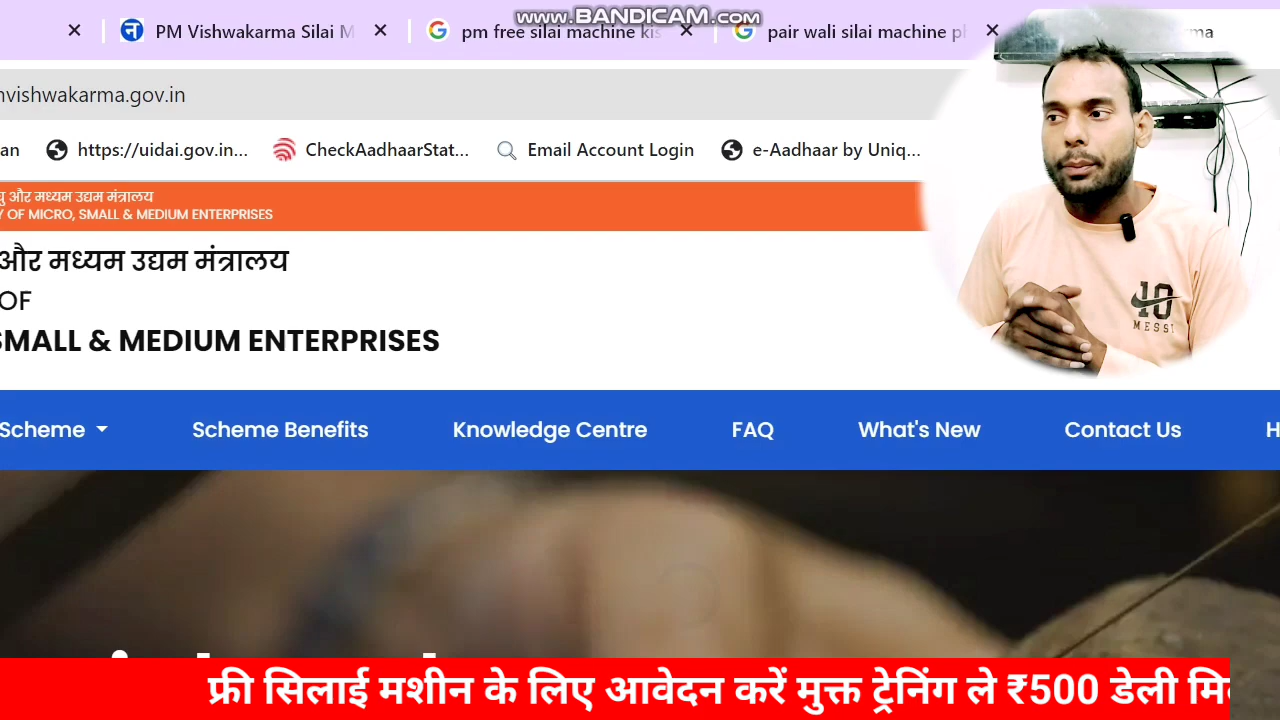 www.BANDICAM.com
PM Vishwakarma Silai M
pm free silai machine kis
pair wali silai machine pl
rma
nvishwakarma.gov.in
an
https://uidai.gov.in...
CheckAadhaarStat...
Email Account Login
e-Aadhaar by Uniq...
और मध्यम उद्यम मंत्रालय
Y OF MICRO, SMALL & MEDIUM ENTERPRISES
और मध्यम उद्यम मंत्रालय
OF
SMALL & MEDIUM ENTERPRISES
10
MESSI
Scheme
Scheme Benefits
Knowledge Centre
FAQ
What's New
Contact Us
H
फ्री सिलाई मशीन के लिए आवेदन करें मुक्त ट्रेनिंग ले ₹500 डेली